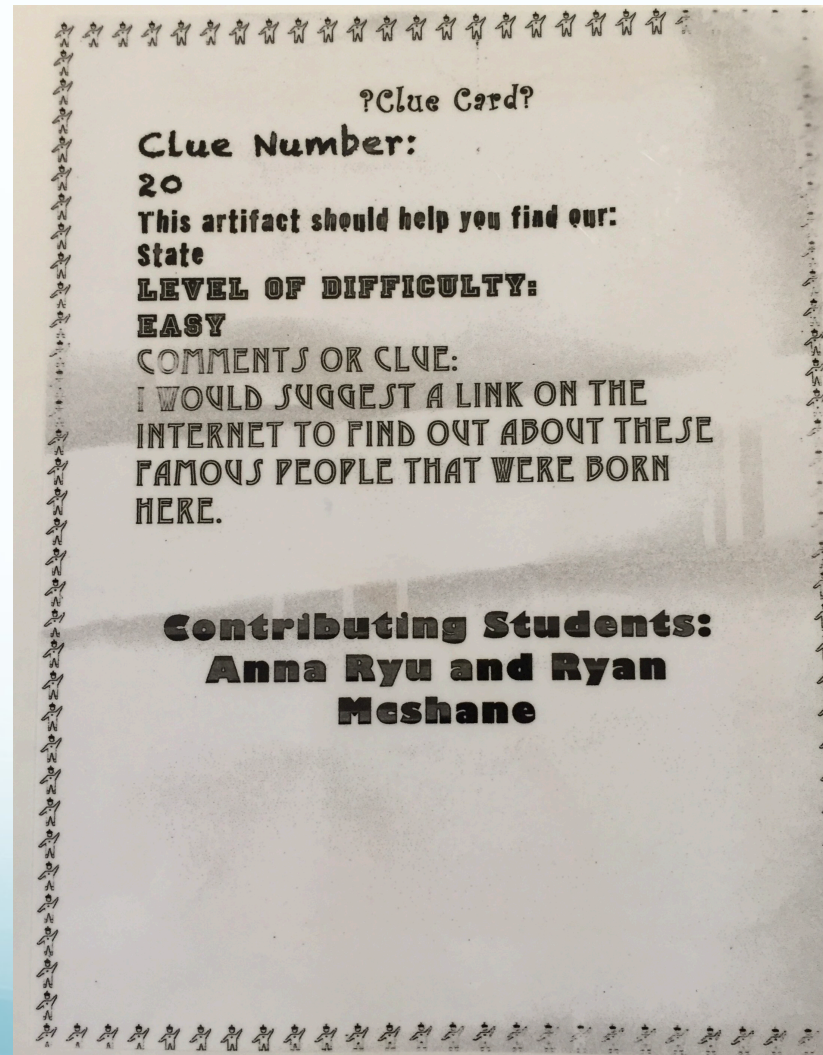 ?Clue Card?
Clue Number:
20
This artifact should help you find our:
State
LEVEL OF DIFFICULTY:
EASY
COMMENTS OR CLUE:
I WOULD SUGGEST A LINK ON THE
INTERNET TO FIND OUT ABOUT THESE
FAMOUS PEOPLE THAT WERE BORN
HERE.
Contributing Students:
Anna Ryu and Ryan
Mcshane